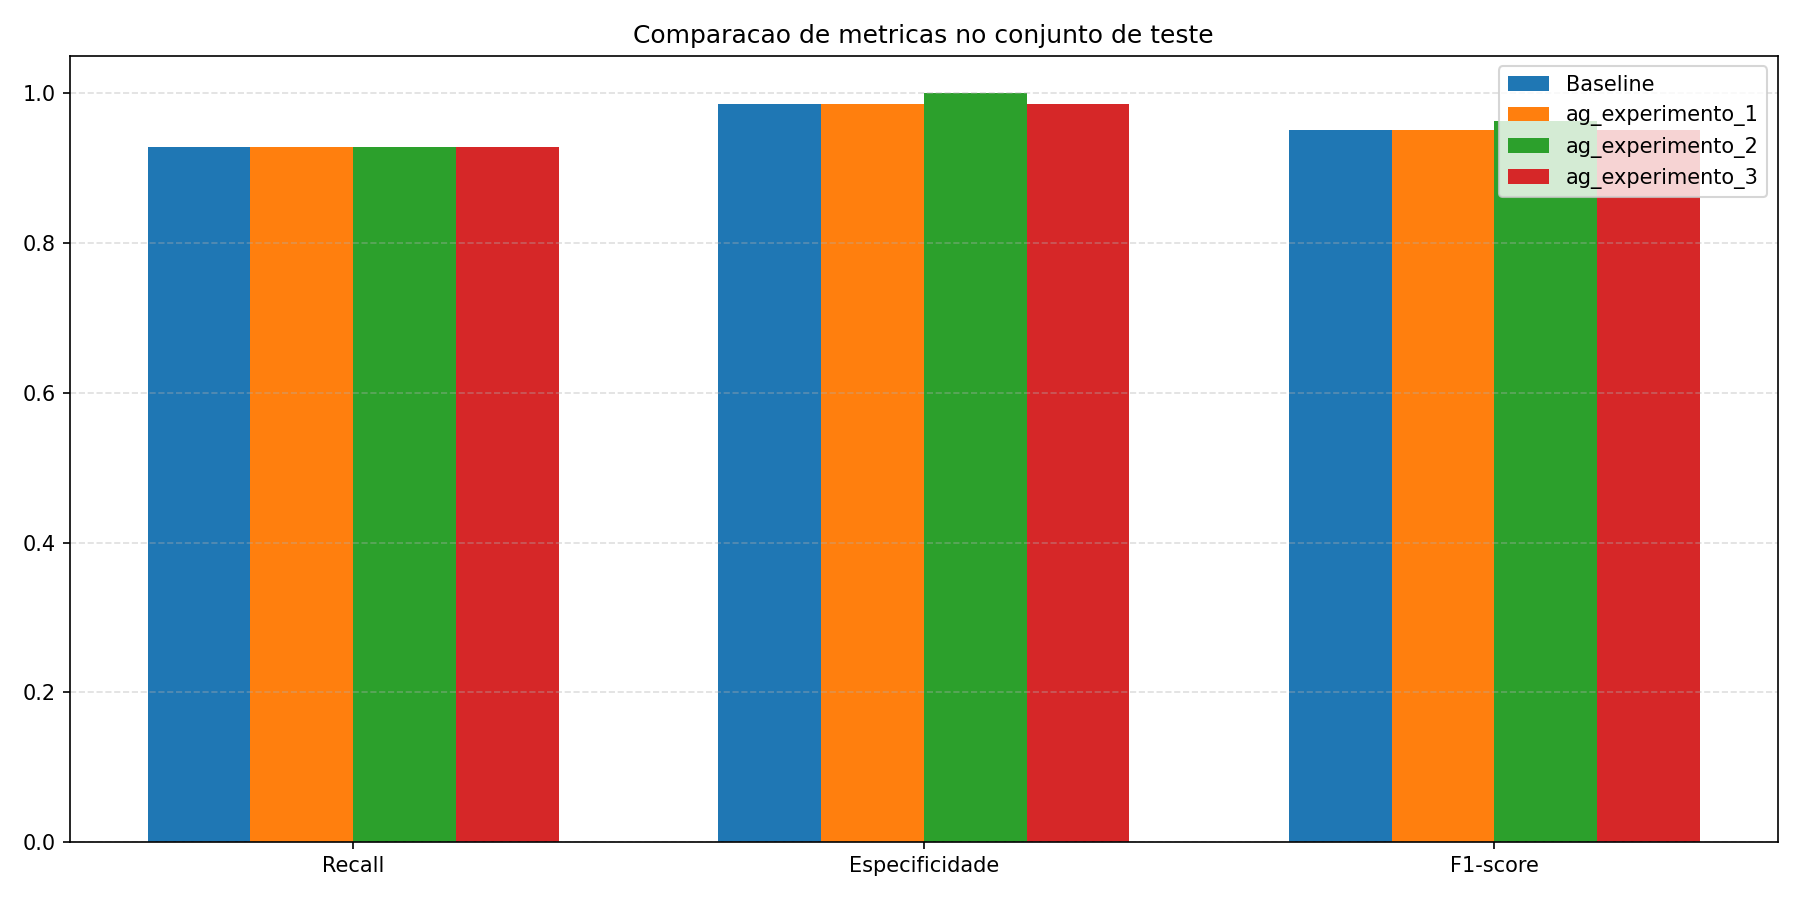 Comparacao de metricas no conjunto de teste
Baseline
ag_experimento_1
ag_experimento_2
ag_experimento_3
1.0
0.8
0.6
0.4
0.2
0.0
Recall Especificidade F1-score